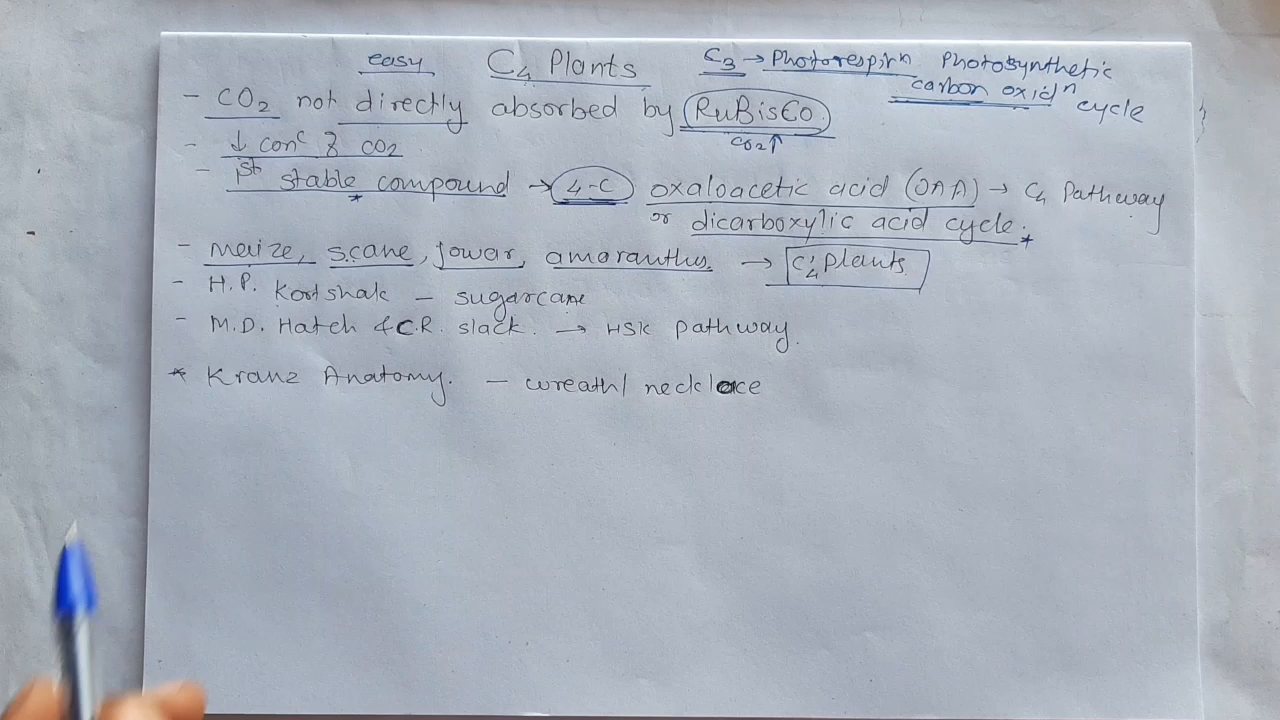 easy C4 Plants C3 → Photorespirⁿ Photosynthetic
carbon oxidⁿ cycle
- CO2 not directly absorbed by RuBisCo.
CO2↑
- ↓ conᶜ of CO2
- 1st stable compound → 4-C oxaloacetic acid (OAA) → C4 Pathway
or dicarboxylic acid cycle.*
- Maize, s.cane, Jowar, amaranthus → C4 plants
- H.P. Kortshak - sugarcane
- M.D. Hatch & C.R. slack. → HSK pathway.
* Kranz Anatomy. - wreath/ necklace